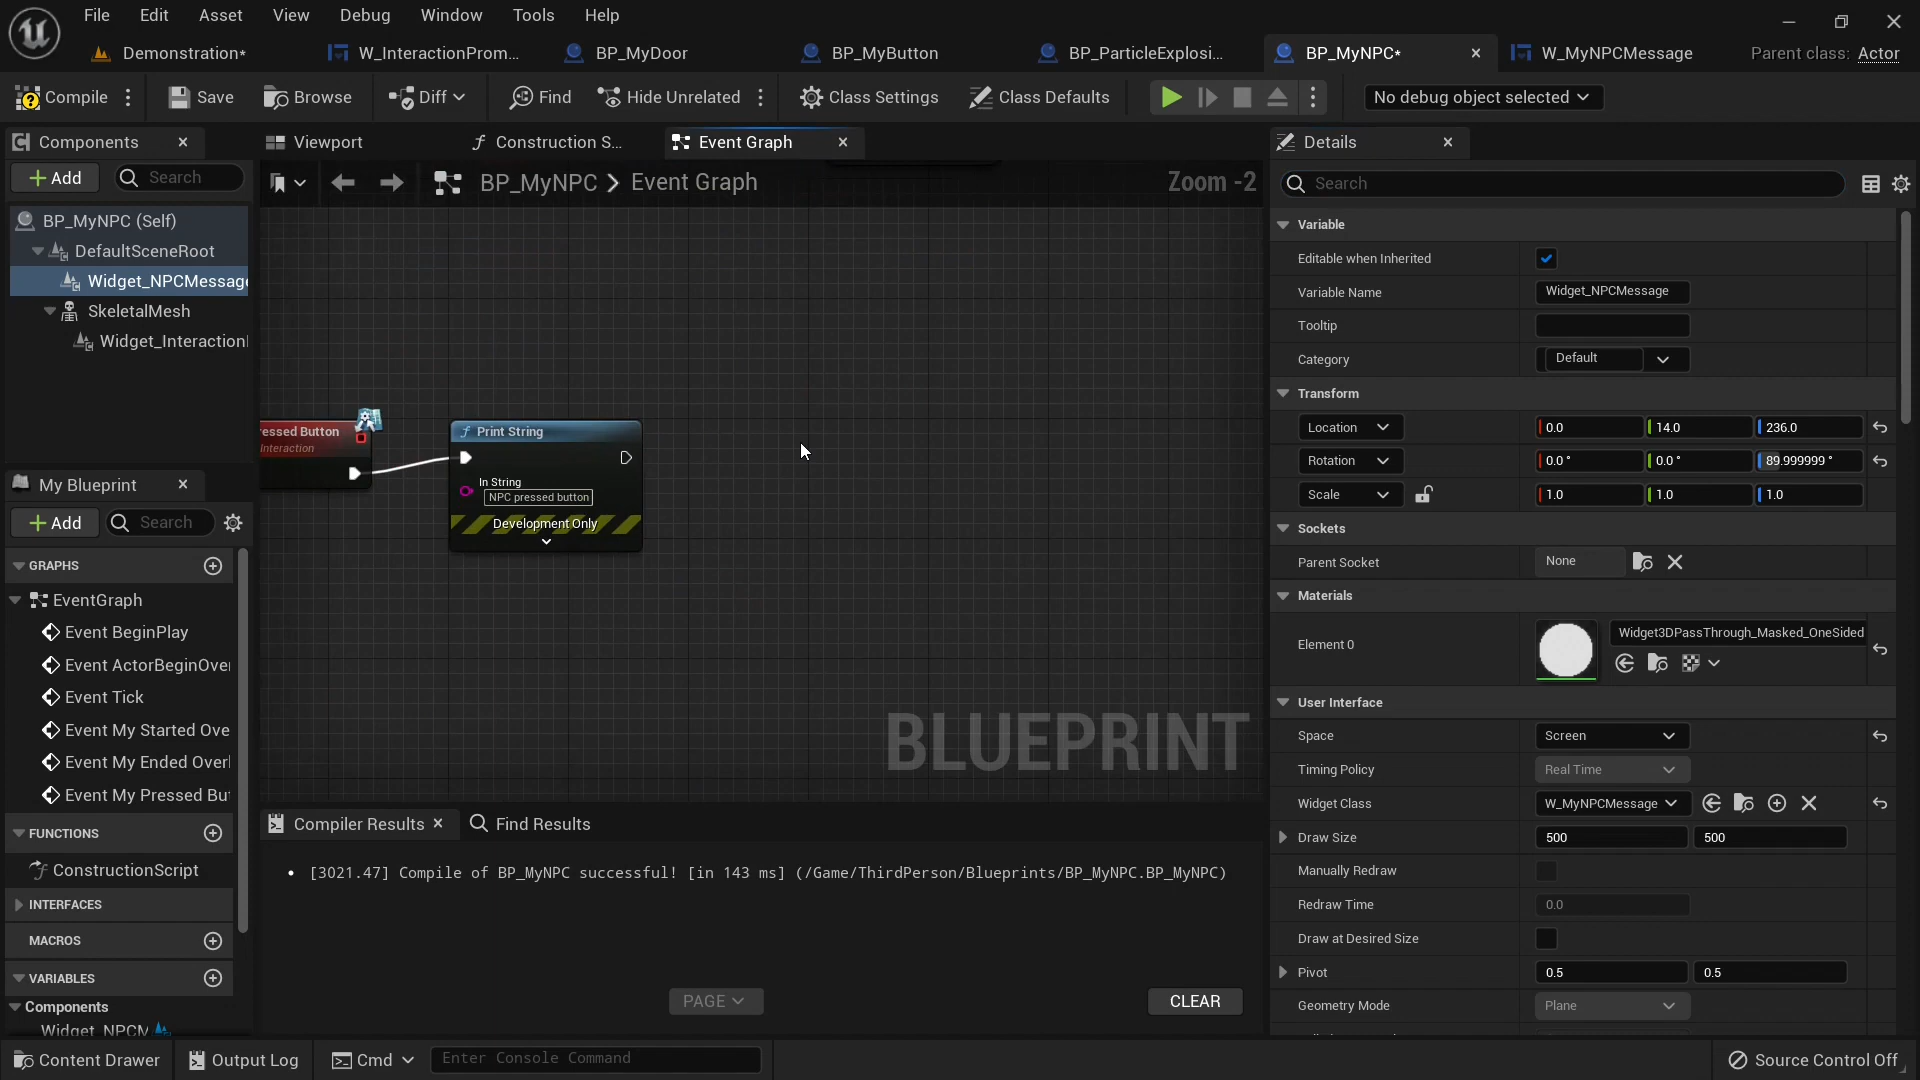 File Edit Asset View Debug Window Tools Help
Demonstration* W_InteractionProm... BP_MyDoor BP_MyButton BP_ParticleExplosi... BP_MyNPC* W_MyNPCMessage Parent class: Actor
Compile Save Browse Diff Find Hide Unrelated Class Settings Class Defaults No debug object selected
Components
Add Search
BP_MyNPC (Self)
DefaultSceneRoot
Widget_NPCMessage
SkeletalMesh
Widget_Interaction
My Blueprint
Add Search
GRAPHS
EventGraph
Event BeginPlay
Event ActorBeginOve
Event Tick
Event My Started Ove
Event My Ended Over
Event My Pressed Bu
FUNCTIONS
ConstructionScript
INTERFACES
MACROS
VARIABLES
Components
Widget_NPCM
Viewport Construction S... Event Graph
BP_MyNPC > Event Graph Zoom -2
essed Button
Interaction
Print String
In String
NPC pressed button
Development Only
BLUEPRINT
Compiler Results Find Results
[3021.47] Compile of BP_MyNPC successful! [in 143 ms] (/Game/ThirdPerson/Blueprints/BP_MyNPC.BP_MyNPC)
PAGE CLEAR
Details
Search
Variable
Editable when Inherited
Variable Name Widget_NPCMessage
Tooltip
Category Default
Transform
Location 0.0 14.0 236.0
Rotation 0.0 ° 0.0 ° 89.999999 °
Scale 1.0 1.0 1.0
Sockets
Parent Socket None
Materials
Element 0 Widget3DPassThrough_Masked_OneSided
User Interface
Space Screen
Timing Policy Real Time
Widget Class W_MyNPCMessage
Draw Size 500 500
Manually Redraw
Redraw Time 0.0
Draw at Desired Size
Pivot 0.5 0.5
Geometry Mode Plane
Content Drawer Output Log Cmd Enter Console Command Source Control Off